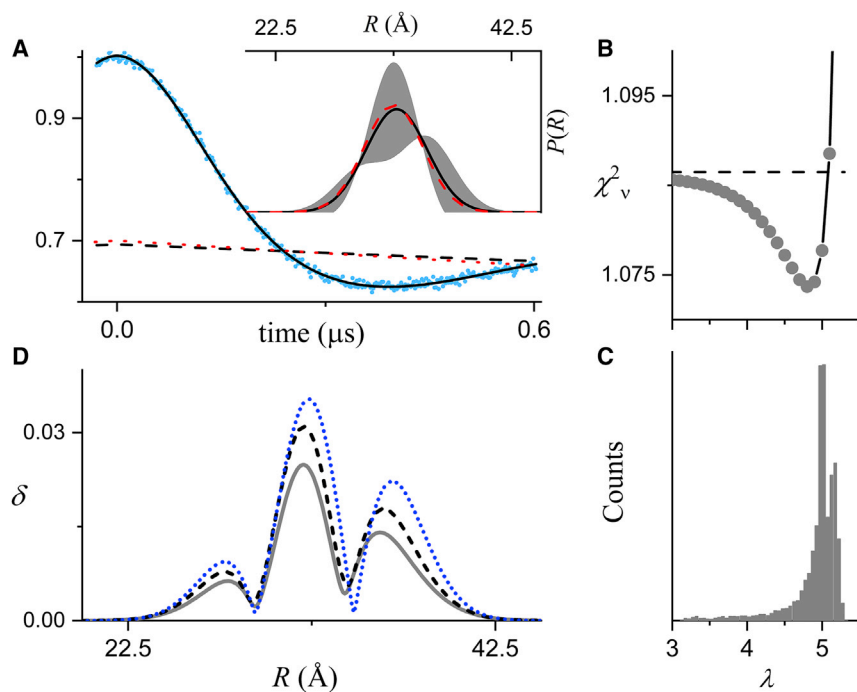 A
22.5 R (Å) 42.5
P(R)
0.9
0.7
0.0 time (μs) 0.6
B
1.095
χ²ᵥ
1.075
D
0.03
δ
0.00
22.5 42.5
R (Å)
C
Counts
3 4 5
λ